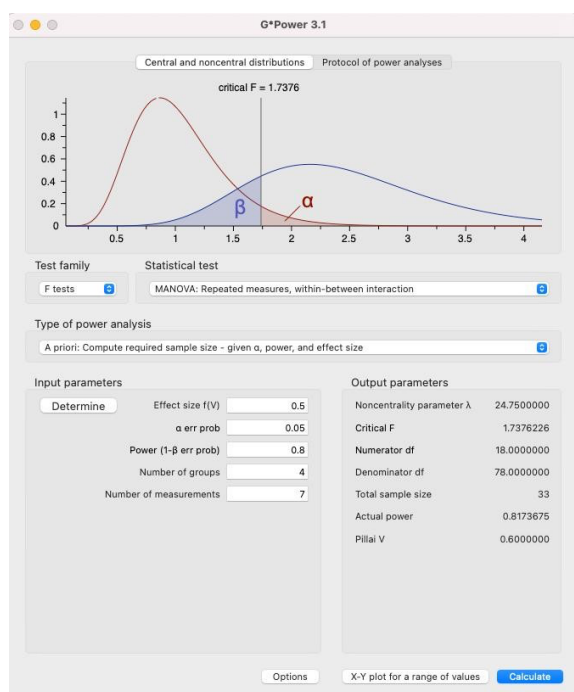 G*Power 3.1
Central and noncentral distributions Protocol of power analyses
critical F = 1.7376
1
0.8
0.6
0.4
0.2
0
β
α
0.5 1 1.5 2 2.5 3 3.5 4
Test family Statistical test
F tests MANOVA: Repeated measures, within-between interaction
Type of power analysis
A priori: Compute required sample size - given α, power, and effect size
Input parameters Output parameters
Determine Effect size f(V) 0.5 Noncentrality parameter λ 24.7500000
α err prob 0.05 Critical F 1.7376226
Power (1-β err prob) 0.8 Numerator df 18.0000000
Number of groups 4 Denominator df 78.0000000
Number of measurements 7 Total sample size 33
Actual power 0.8173675
Pillai V 0.6000000
Options X-Y plot for a range of values Calculate